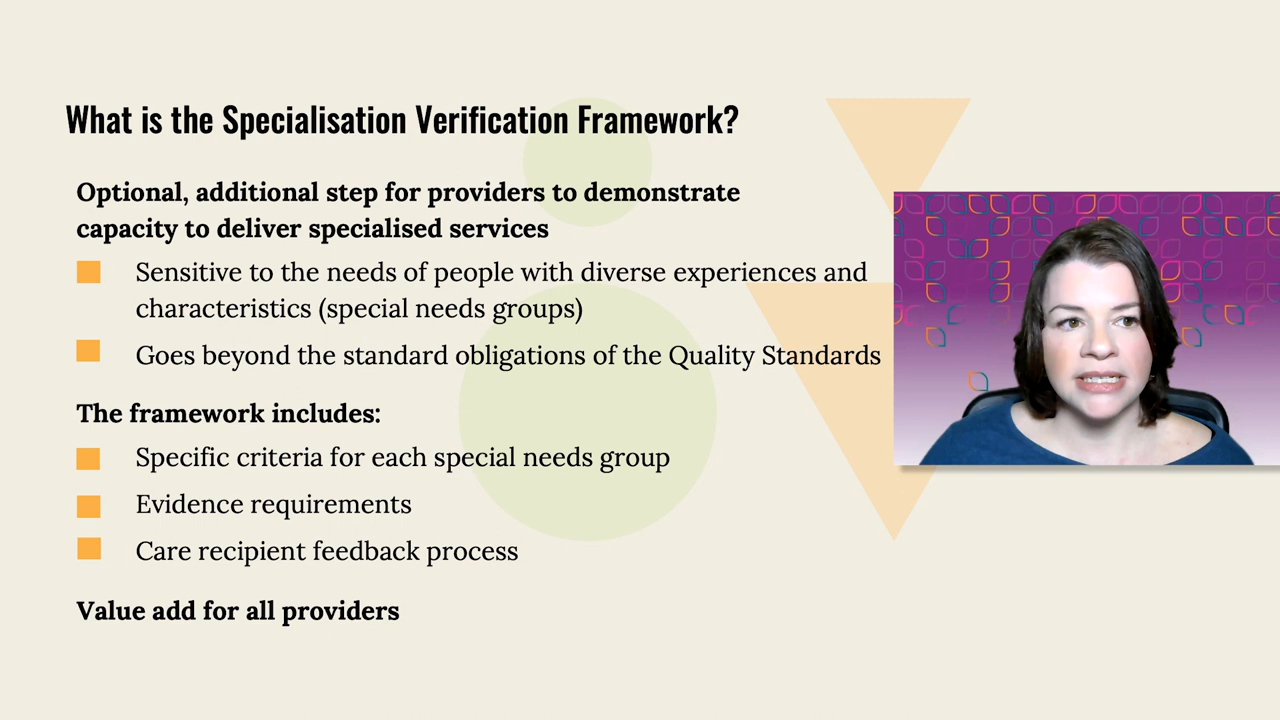 What is the Specialisation Verification Framework?
Optional, additional step for providers to demonstrate
capacity to deliver specialised services
Sensitive to the needs of people with diverse experiences and
characteristics (special needs groups)
Goes beyond the standard obligations of the Quality Standards
The framework includes:
Specific criteria for each special needs group
Evidence requirements
Care recipient feedback process
Value add for all providers